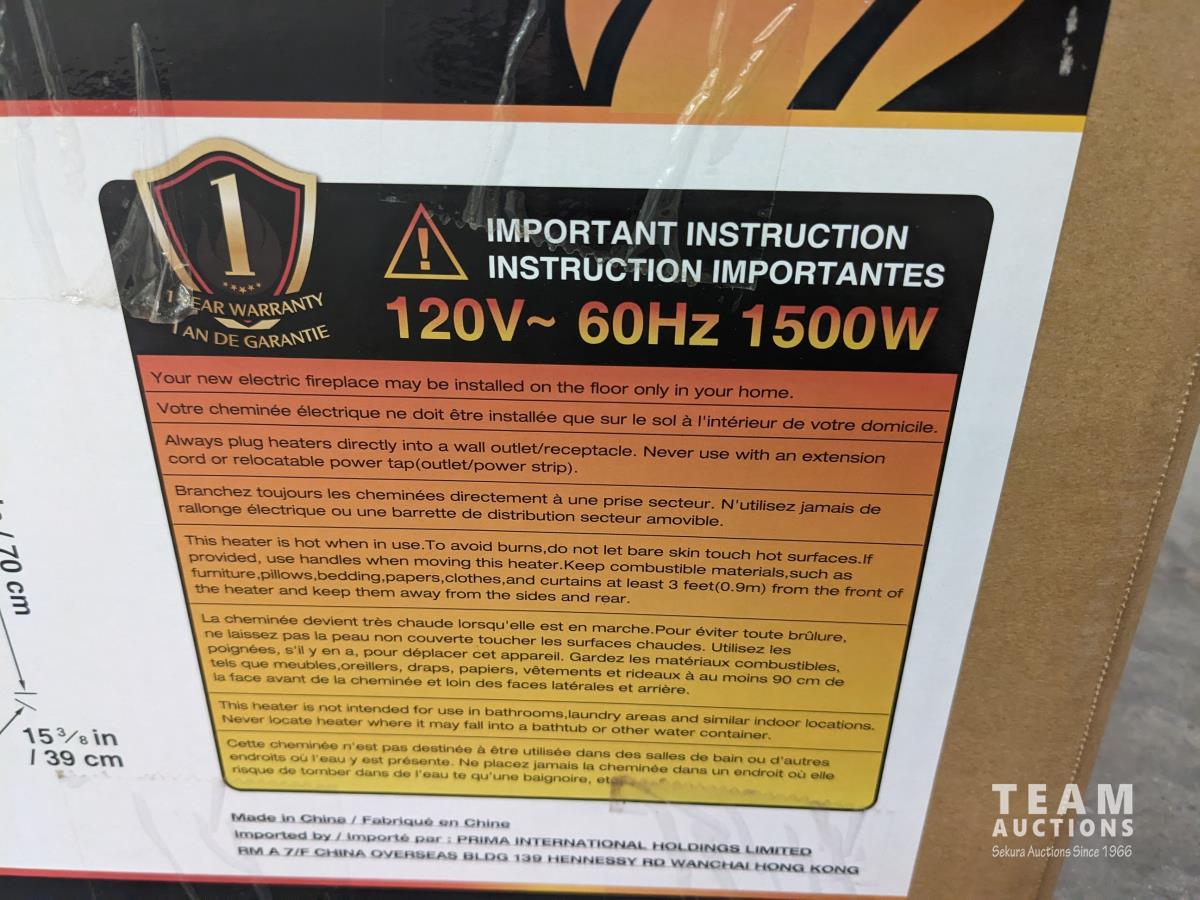 1
1 YEAR WARRANTY
1 AN DE GARANTIE
IMPORTANT INSTRUCTION
INSTRUCTION IMPORTANTES
120V~ 60Hz 1500W
Your new electric fireplace may be installed on the floor only in your home.
Votre cheminée électrique ne doit être installée que sur le sol à l'intérieur de votre domicile.
Always plug heaters directly into a wall outlet/receptacle. Never use with an extension
cord or relocatable power tap(outlet/power strip).
Branchez toujours les cheminées directement à une prise secteur. N'utilisez jamais de
rallonge électrique ou une barrette de distribution secteur amovible.
This heater is hot when in use.To avoid burns,do not let bare skin touch hot surfaces.If
provided, use handles when moving this heater.Keep combustible materials,such as
furniture,pillows,bedding,papers,clothes,and curtains at least 3 feet(0.9m) from the front of
the heater and keep them away from the sides and rear.
La cheminée devient très chaude lorsqu'elle est en marche.Pour éviter toute brûlure,
ne laissez pas la peau non couverte toucher les surfaces chaudes. Utilisez les
poignées, s'il y en a, pour déplacer cet appareil. Gardez les matériaux combustibles,
tels que meubles,oreillers, draps, papiers, vêtements et rideaux à au moins 90 cm de
la face avant de la cheminée et loin des faces latérales et arrière.
This heater is not intended for use in bathrooms,laundry areas and similar indoor locations.
Never locate heater where it may fall into a bathtub or other water container.
Cette cheminée n'est pas destinée à être utilisée dans des salles de bain ou d'autres
endroits où l'eau y est présente. Ne placez jamais la cheminée dans un endroit où elle
risque de tomber dans de l'eau te qu'une baignoire, etc
/ 70 cm
15 3/8 in
/ 39 cm
Made in China / Fabriqué en Chine
Imported by / Importé par : PRIMA INTERNATIONAL HOLDINGS LIMITED
RM A 7/F CHINA OVERSEAS BLDG 139 HENNESSY RD WANCHAI HONG KONG
TEAM
AUCTIONS
Sekura Auctions Since 1966